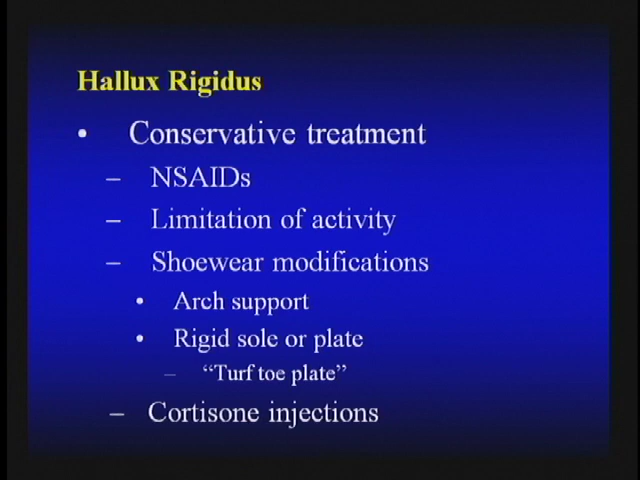 Hallux Rigidus
• Conservative treatment
– NSAIDs
– Limitation of activity
– Shoewear modifications
• Arch support
• Rigid sole or plate
– “Turf toe plate”
– Cortisone injections